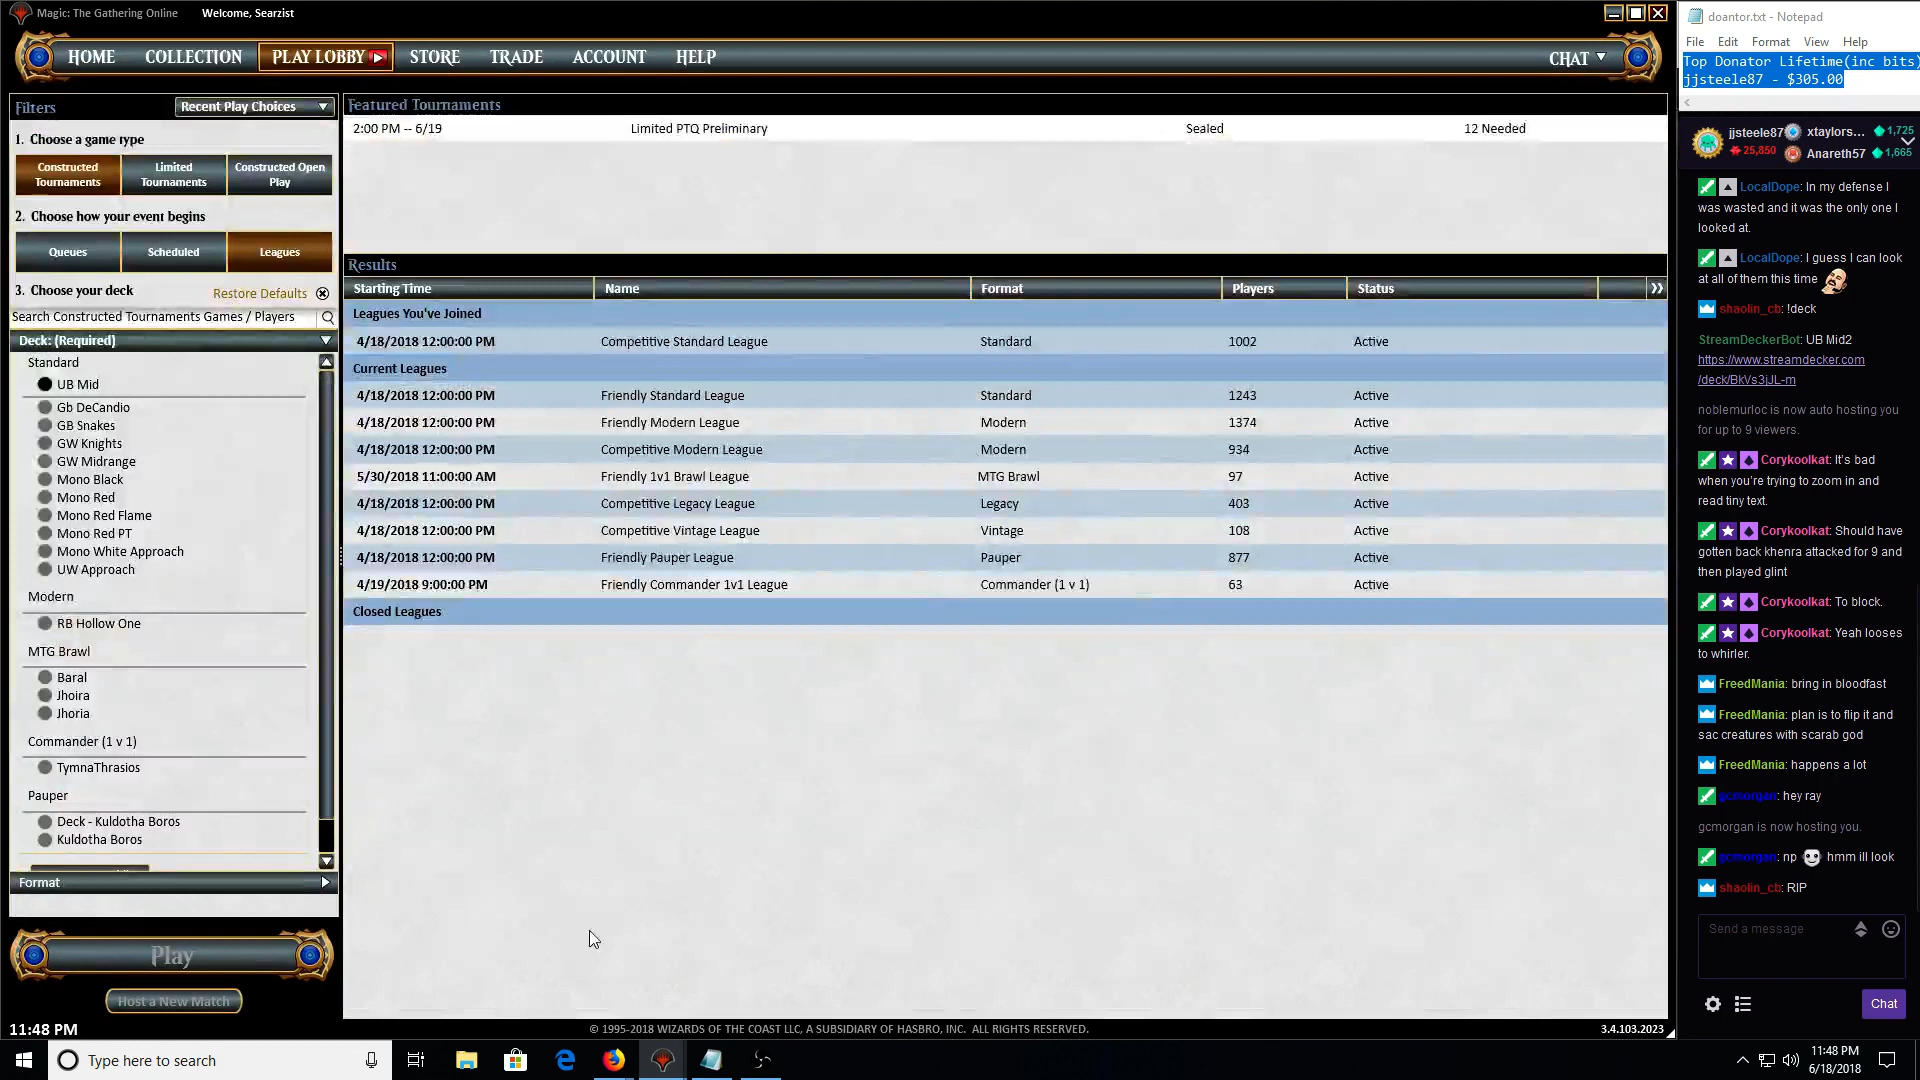 Magic: The Gathering Online Welcome, Searzist
HOME COLLECTION PLAY LOBBY STORE TRADE ACCOUNT HELP CHAT
Filters Recent Play Choices
1. Choose a game type
Constructed Tournaments Limited Tournaments Constructed Open Play
2. Choose how your event begins
Queues Scheduled Leagues
3. Choose your deck Restore Defaults
Search Constructed Tournaments Games / Players
Deck: (Required)
Standard
UB Mid
Gb DeCandio
GB Snakes
GW Knights
GW Midrange
Mono Black
Mono Red
Mono Red Flame
Mono Red PT
Mono White Approach
UW Approach
Modern
RB Hollow One
MTG Brawl
Baral
Jhoira
Jhoria
Commander (1 v 1)
TymnaThrasios
Pauper
Deck - Kuldotha Boros
Kuldotha Boros
Format
Play
Host a New Match
11:48 PM
Featured Tournaments
2:00 PM -- 6/19 Limited PTQ Preliminary Sealed 12 Needed
Results
Starting Time Name Format Players Status
Leagues You've Joined
4/18/2018 12:00:00 PM Competitive Standard League Standard 1002 Active
Current Leagues
4/18/2018 12:00:00 PM Friendly Standard League Standard 1243 Active
4/18/2018 12:00:00 PM Friendly Modern League Modern 1374 Active
4/18/2018 12:00:00 PM Competitive Modern League Modern 934 Active
5/30/2018 11:00:00 AM Friendly 1v1 Brawl League MTG Brawl 97 Active
4/18/2018 12:00:00 PM Competitive Legacy League Legacy 403 Active
4/18/2018 12:00:00 PM Competitive Vintage League Vintage 108 Active
4/18/2018 12:00:00 PM Friendly Pauper League Pauper 877 Active
4/19/2018 9:00:00 PM Friendly Commander 1v1 League Commander (1 v 1) 63 Active
Closed Leagues
© 1995-2018 WIZARDS OF THE COAST LLC, A SUBSIDIARY OF HASBRO, INC. ALL RIGHTS RESERVED.
3.4.103.2023
doantor.txt - Notepad
File Edit Format View Help
Top Donator Lifetime(inc bits)
jjsteele87 - $305.00
jjsteele87 xtaylors... 1,725
25,850 Anareth57 1,665
LocalDope: In my defense I
was wasted and it was the only one I
looked at.
LocalDope: I guess I can look
at all of them this time
shaolin_cb: !deck
StreamDeckerBot: UB Mid2
https://www.streamdecker.com
/deck/BkVs3jJL-m
noblemurloc is now auto hosting you
for up to 9 viewers.
Corykoolkat: It's bad
when you're trying to zoom in and
read tiny text.
Corykoolkat: Should have
gotten back khenra attacked for 9 and
then played glint
Corykoolkat: To block.
Corykoolkat: Yeah looses
to whirler.
FreedMania: bring in bloodfast
FreedMania: plan is to flip it and
sac creatures with scarab god
FreedMania: happens a lot
gcmorgan: hey ray
gcmorgan is now hosting you.
gcmorgan: np hmm ill look
shaolin_cb: RIP
Send a message
Chat
Type here to search
11:48 PM
6/18/2018